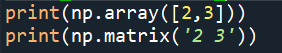 print(np.array([2,3]))
print(np.matrix('2 3'))